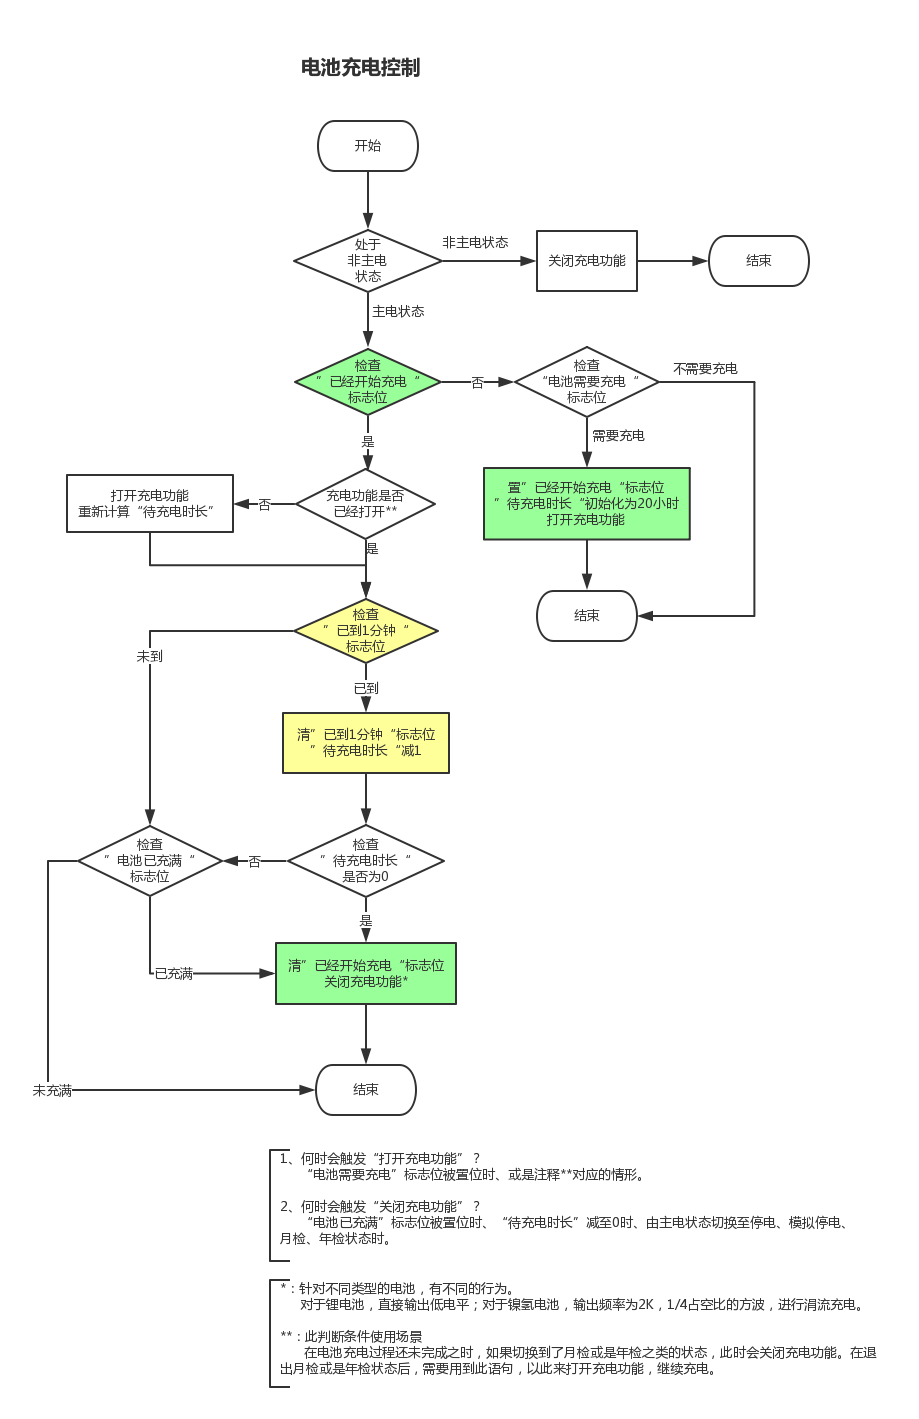 电池充电控制
开始
处于
非主电
状态
非主电状态
关闭充电功能
结束
主电状态
检查
”已经开始充电“
标志位
否
检查
“电池需要充电“
标志位
不需要充电
是
需要充电
打开充电功能
重新计算“待充电时长”
否
充电功能是否
已经打开**
置”已经开始充电“标志位
”待充电时长“初始化为20小时
打开充电功能
是
结束
检查
”已到1分钟“
标志位
未到
已到
清”已到1分钟“标志位
”待充电时长“减1
检查
”电池已充满“
标志位
否
检查
”待充电时长“
是否为0
是
已充满
清”已经开始充电“标志位
关闭充电功能*
未充满
结束
1、何时会触发“打开充电功能”？
“电池需要充电”标志位被置位时、或是注释**对应的情形。
2、何时会触发“关闭充电功能”？
“电池已充满”标志位被置位时、“待充电时长”减至0时、由主电状态切换至停电、模拟停电、
月检、年检状态时。
*：针对不同类型的电池，有不同的行为。
对于锂电池，直接输出低电平；对于镍氢电池，输出频率为2K，1/4占空比的方波，进行涓流充电。
**：此判断条件使用场景
在电池充电过程还未完成之时，如果切换到了月检或是年检之类的状态，此时会关闭充电功能。在退
出月检或是年检状态后，需要用到此语句，以此来打开充电功能，继续充电。